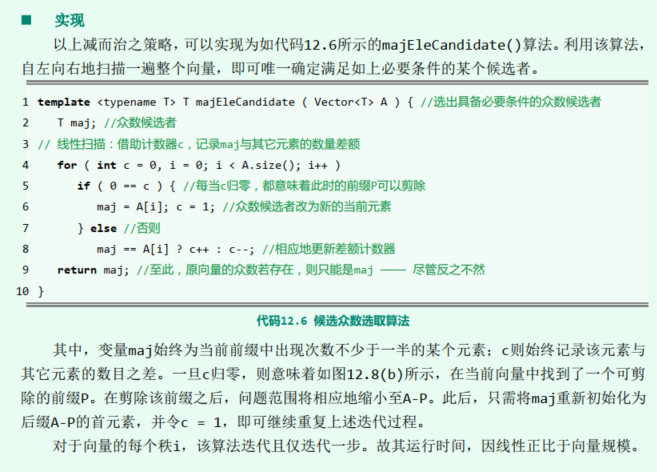 ■ 实现
以上减而治之策略，可以实现为如代码12.6所示的majEleCandidate()算法。利用该算法，
自左向右地扫描一遍整个向量，即可唯一确定满足如上必要条件的某个候选者。
1 template <typename T> T majEleCandidate ( Vector<T> A ) { //选出具备必要条件的众数候选者
2 T maj; //众数候选者
3 // 线性扫描：借助计数器c，记录maj与其它元素的数量差额
4 for ( int c = 0, i = 0; i < A.size(); i++ )
5 if ( 0 == c ) { //每当c归零，都意味着此时的前缀P可以剪除
6 maj = A[i]; c = 1; //众数候选者改为新的当前元素
7 } else //否则
8 maj == A[i] ? c++ : c--; //相应地更新差额计数器
9 return maj; //至此，原向量的众数若存在，则只能是maj —— 尽管反之不然
10 }
代码12.6 候选众数选取算法
其中，变量maj始终为当前前缀中出现次数不少于一半的某个元素；c则始终记录该元素与
其它元素的数目之差。一旦c归零，则意味着如图12.8(b)所示，在当前向量中找到了一个可剪
除的前缀P。在剪除该前缀之后，问题范围将相应地缩小至A-P。此后，只需将maj重新初始化为
后缀A-P的首元素，并令c = 1，即可继续重复上述迭代过程。
对于向量的每个秩i，该算法迭代且仅迭代一步。故其运行时间，因线性正比于向量规模。